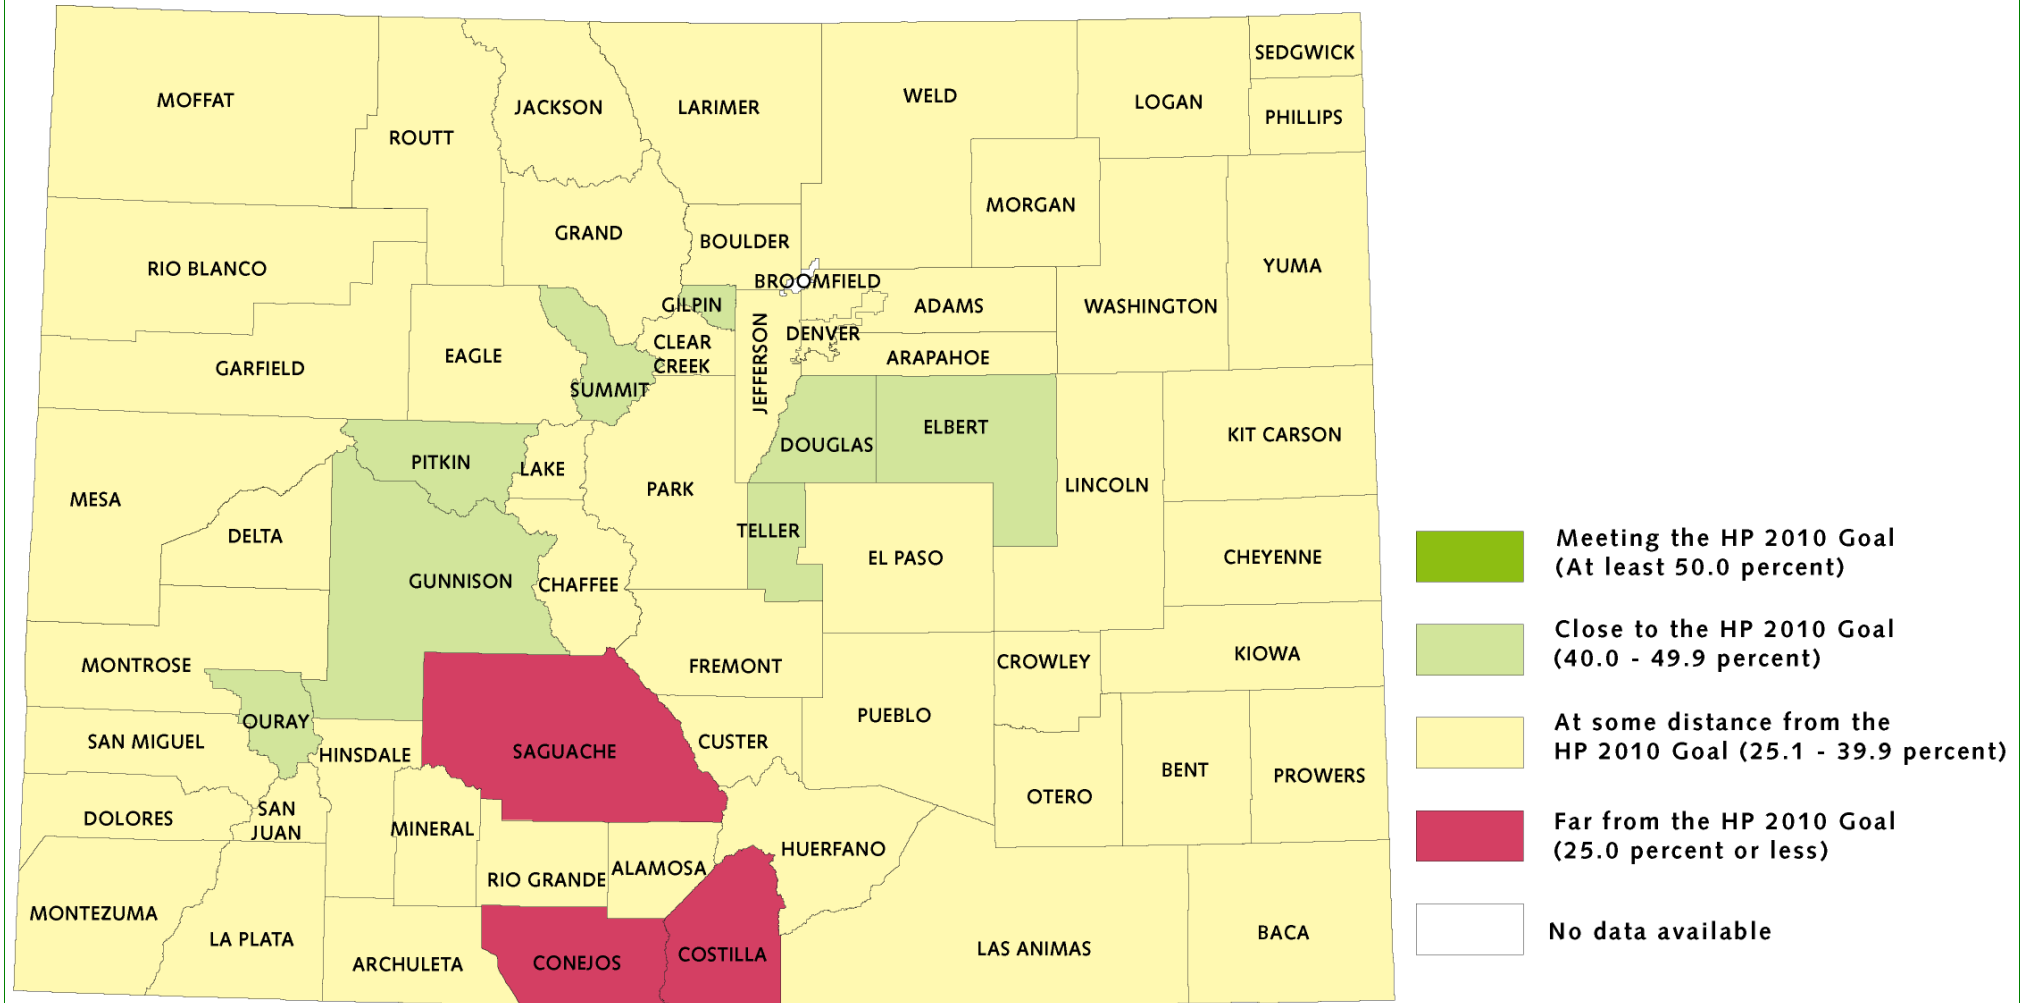 SEDGWICK
MOFFAT
JACKSON
LARIMER
WELD
LOGAN
PHILLIPS
ROUTT
MORGAN
GRAND
BOULDER
RIO BLANCO
YUMA
BROOMFIELD
GILPIN
ADAMS
WASHINGTON
DENVER
CLEAR
CREEK
JEFFERSON
EAGLE
ARAPAHOE
GARFIELD
SUMMIT
ELBERT
KIT CARSON
DOUGLAS
PITKIN
LAKE
PARK
LINCOLN
MESA
TELLER
DELTA
EL PASO
CHEYENNE
GUNNISON
CHAFFEE
MONTROSE
FREMONT
CROWLEY
KIOWA
OURAY
PUEBLO
SAN MIGUEL
HINSDALE
SAGUACHE
CUSTER
BENT
PROWERS
OTERO
DOLORES
SAN
JUAN
MINERAL
HUERFANO
ALAMOSA
RIO GRANDE
MONTEZUMA
LA PLATA
BACA
ARCHULETA
CONEJOS
COSTILLA
LAS ANIMAS
Meeting the HP 2010 Goal
(At least 50.0 percent)
Close to the HP 2010 Goal
(40.0 - 49.9 percent)
At some distance from the
HP 2010 Goal (25.1 - 39.9 percent)
Far from the HP 2010 Goal
(25.0 percent or less)
No data available